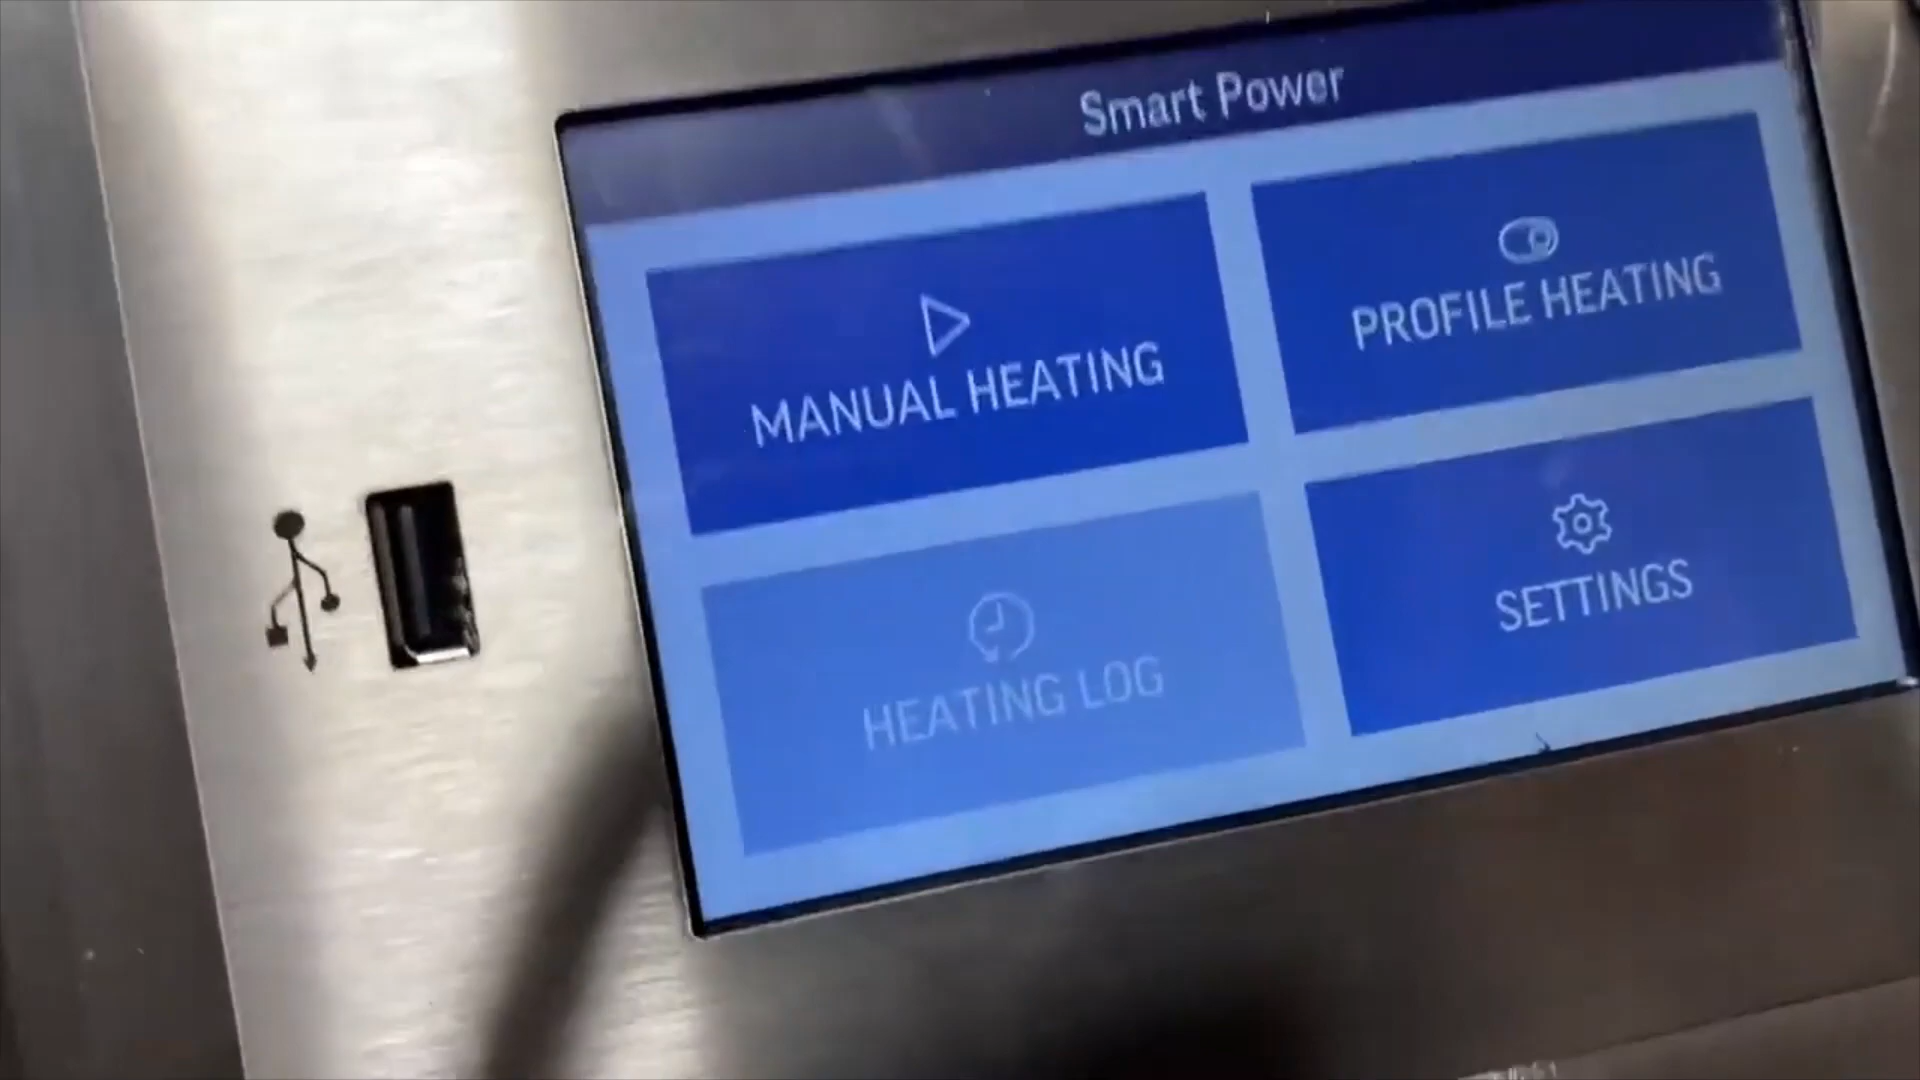 Smart Power
MANUAL HEATING
PROFILE HEATING
HEATING LOG
SETTINGS